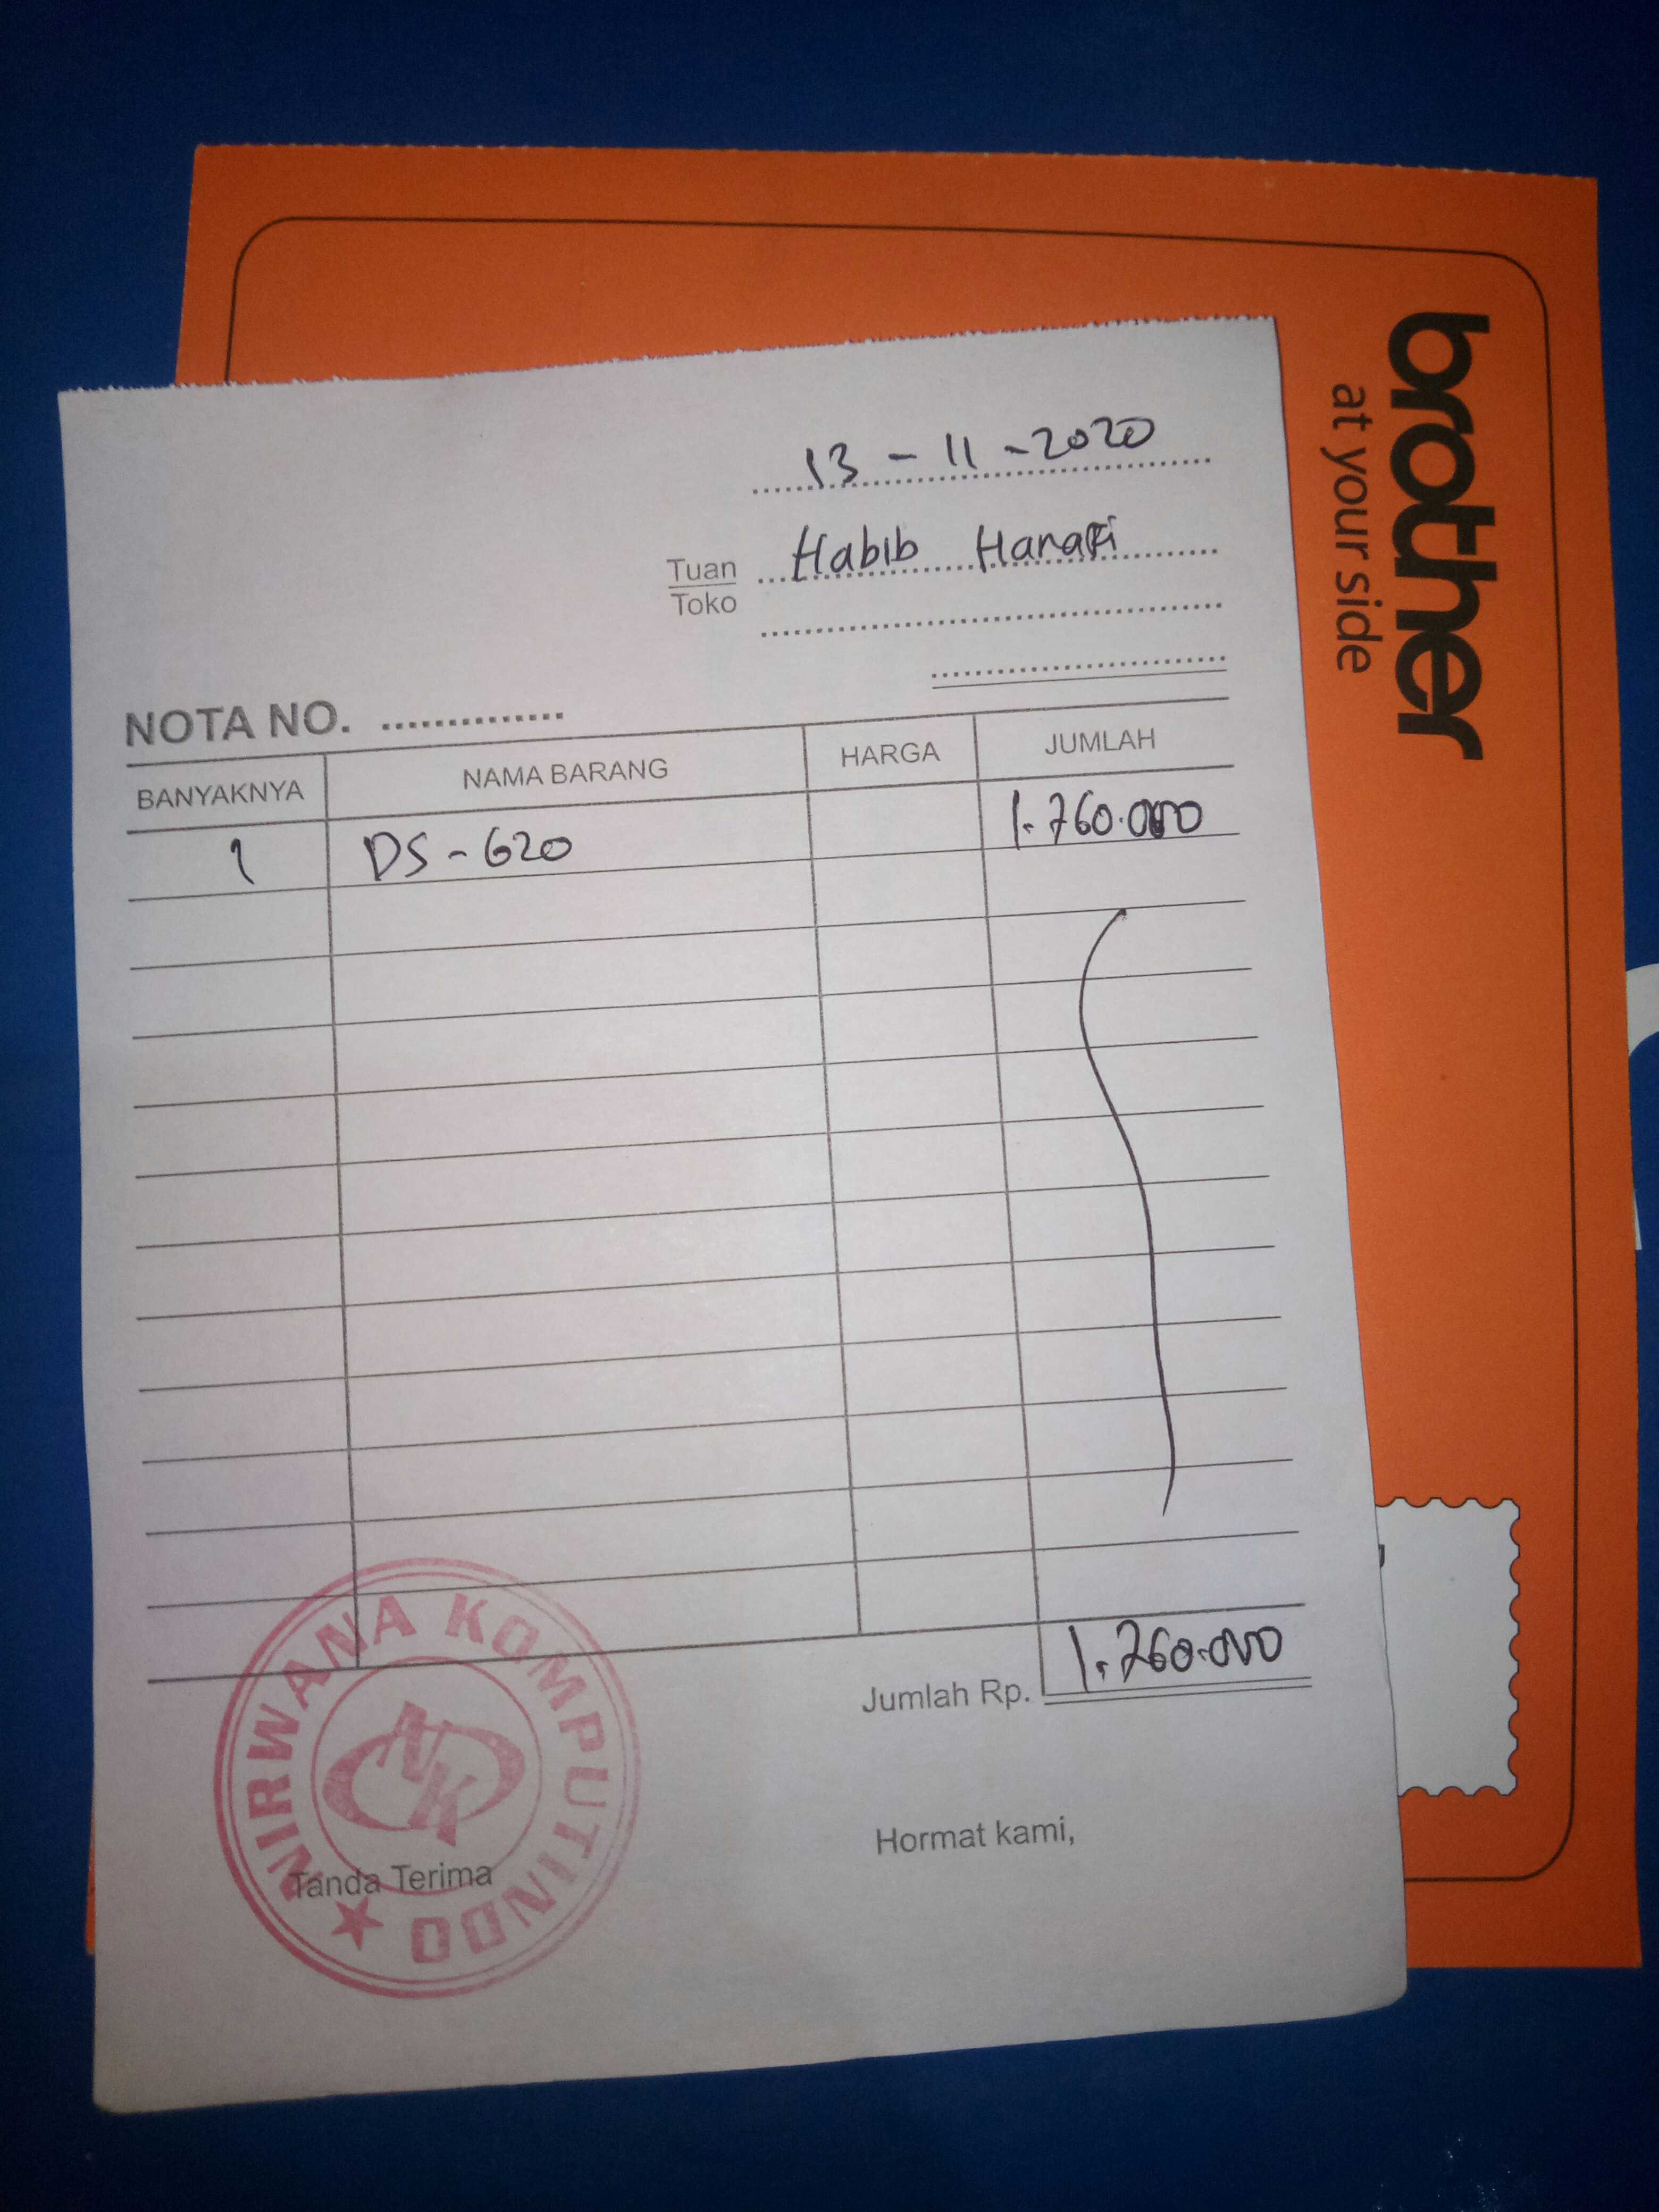 13 - 11 - 2020
Tuan Habib Hanafi
Toko
NOTA NO. ..............
BANYAKNYA NAMA BARANG HARGA JUMLAH
1 DS - 620 1.760.000
Jumlah Rp. 1.760.000
Tanda Terima Hormat kami,
NIRWANA KOMPUTINDO
NK
brother
at your side